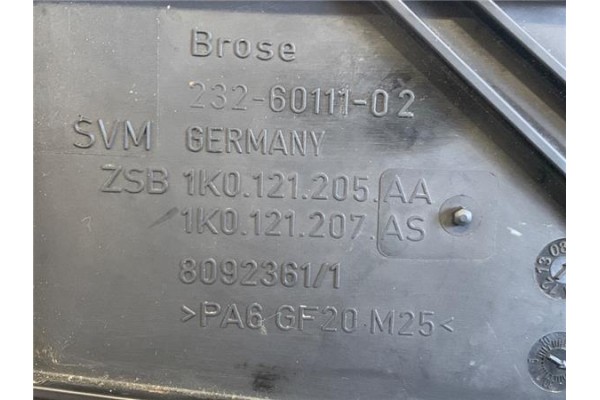 Brose
232-60111-02
SVM GERMANY
ZSB 1K0.121.205.AA
1K0.121.207.AS
8092361/1
>PA6 GF20 M25<